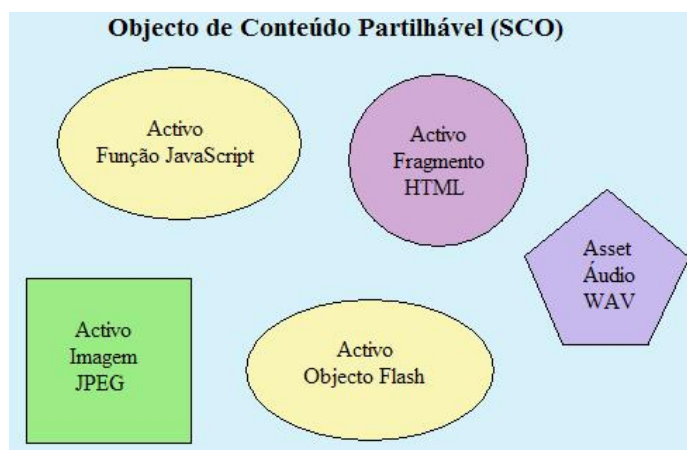 Objecto de Conteúdo Partilhável (SCO)
Activo
Função JavaScript
Activo
Fragmento
HTML
Asset
Áudio
WAV
Activo
Imagem
JPEG
Activo
Objecto Flash